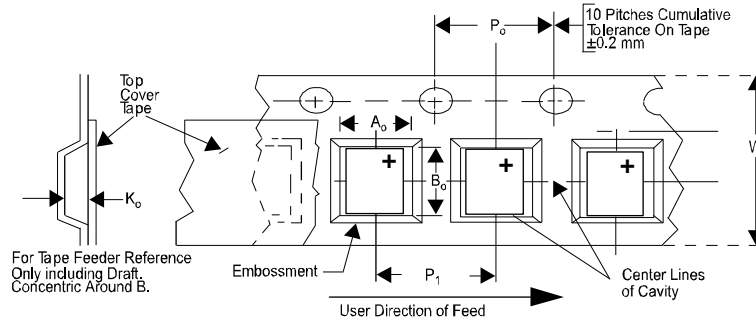 10 Pitches Cumulative
Tolerance On Tape
±0.2 mm
Po
Top
Cover
Tape
Ao
W
+
+
+
Bo
Ko
For Tape Feeder Reference
Only including Draft.
Concentric Around B.
Embossment
P1
Center Lines
of Cavity
User Direction of Feed